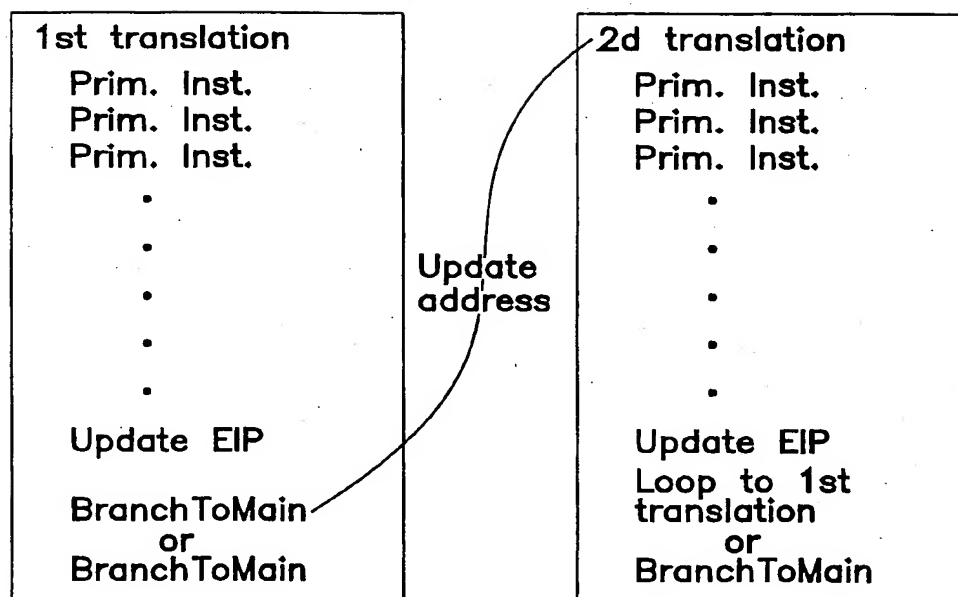 1st translation
Prim. Inst.
Prim. Inst.
Prim. Inst.
Update EIP
BranchToMain
or
BranchToMain
Update
address
2d translation
Prim. Inst.
Prim. Inst.
Prim. Inst.
Update EIP
Loop to 1st
translation
or
BranchToMain